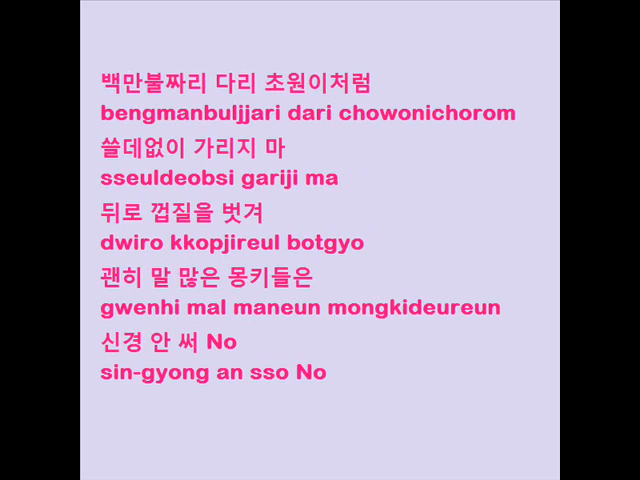 백만불짜리 다리 초원이처럼
bengmanbuljjari dari chowonichorom
쓸데없이 가리지 마
sseuldeobsi gariji ma
뒤로 껍질을 벗겨
dwiro kkopjireul botgyo
괜히 말 많은 몽키들은
gwenhi mal maneun mongkideureun
신경 안 써 No
sin-gyong an sso No